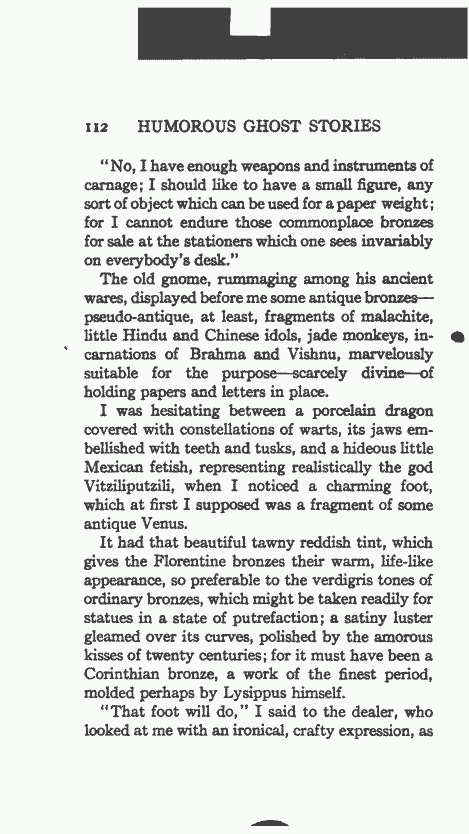 112 HUMOROUS GHOST STORIES
"No, I have enough weapons and instruments of
carnage; I should like to have a small figure, any
sort of object which can be used for a paper weight;
for I cannot endure those commonplace bronzes
for sale at the stationers which one sees invariably
on everybody's desk."
The old gnome, rummaging among his ancient
wares, displayed before me some antique bronzes—
pseudo-antique, at least, fragments of malachite,
little Hindu and Chinese idols, jade monkeys, in-
carnations of Brahma and Vishnu, marvelously
suitable for the purpose—scarcely divine—of
holding papers and letters in place.
I was hesitating between a porcelain dragon
covered with constellations of warts, its jaws em-
bellished with teeth and tusks, and a hideous little
Mexican fetish, representing realistically the god
Vitziliputzili, when I noticed a charming foot,
which at first I supposed was a fragment of some
antique Venus.
It had that beautiful tawny reddish tint, which
gives the Florentine bronzes their warm, life-like
appearance, so preferable to the verdigris tones of
ordinary bronzes, which might be taken readily for
statues in a state of putrefaction; a satiny luster
gleamed over its curves, polished by the amorous
kisses of twenty centuries; for it must have been a
Corinthian bronze, a work of the finest period,
molded perhaps by Lysippus himself.
"That foot will do," I said to the dealer, who
looked at me with an ironical, crafty expression, as